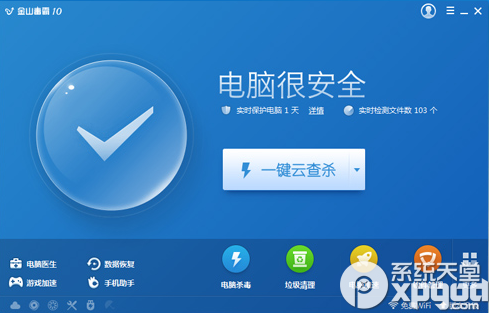 金山毒霸 10
电脑很安全
实时保护电脑 1 天 详值 实时检测文件数 103 个
一键云查杀
电脑医生 数据恢复
游戏加速 手机助手
电脑杀毒 垃圾清理
免费WiFi
系统天堂